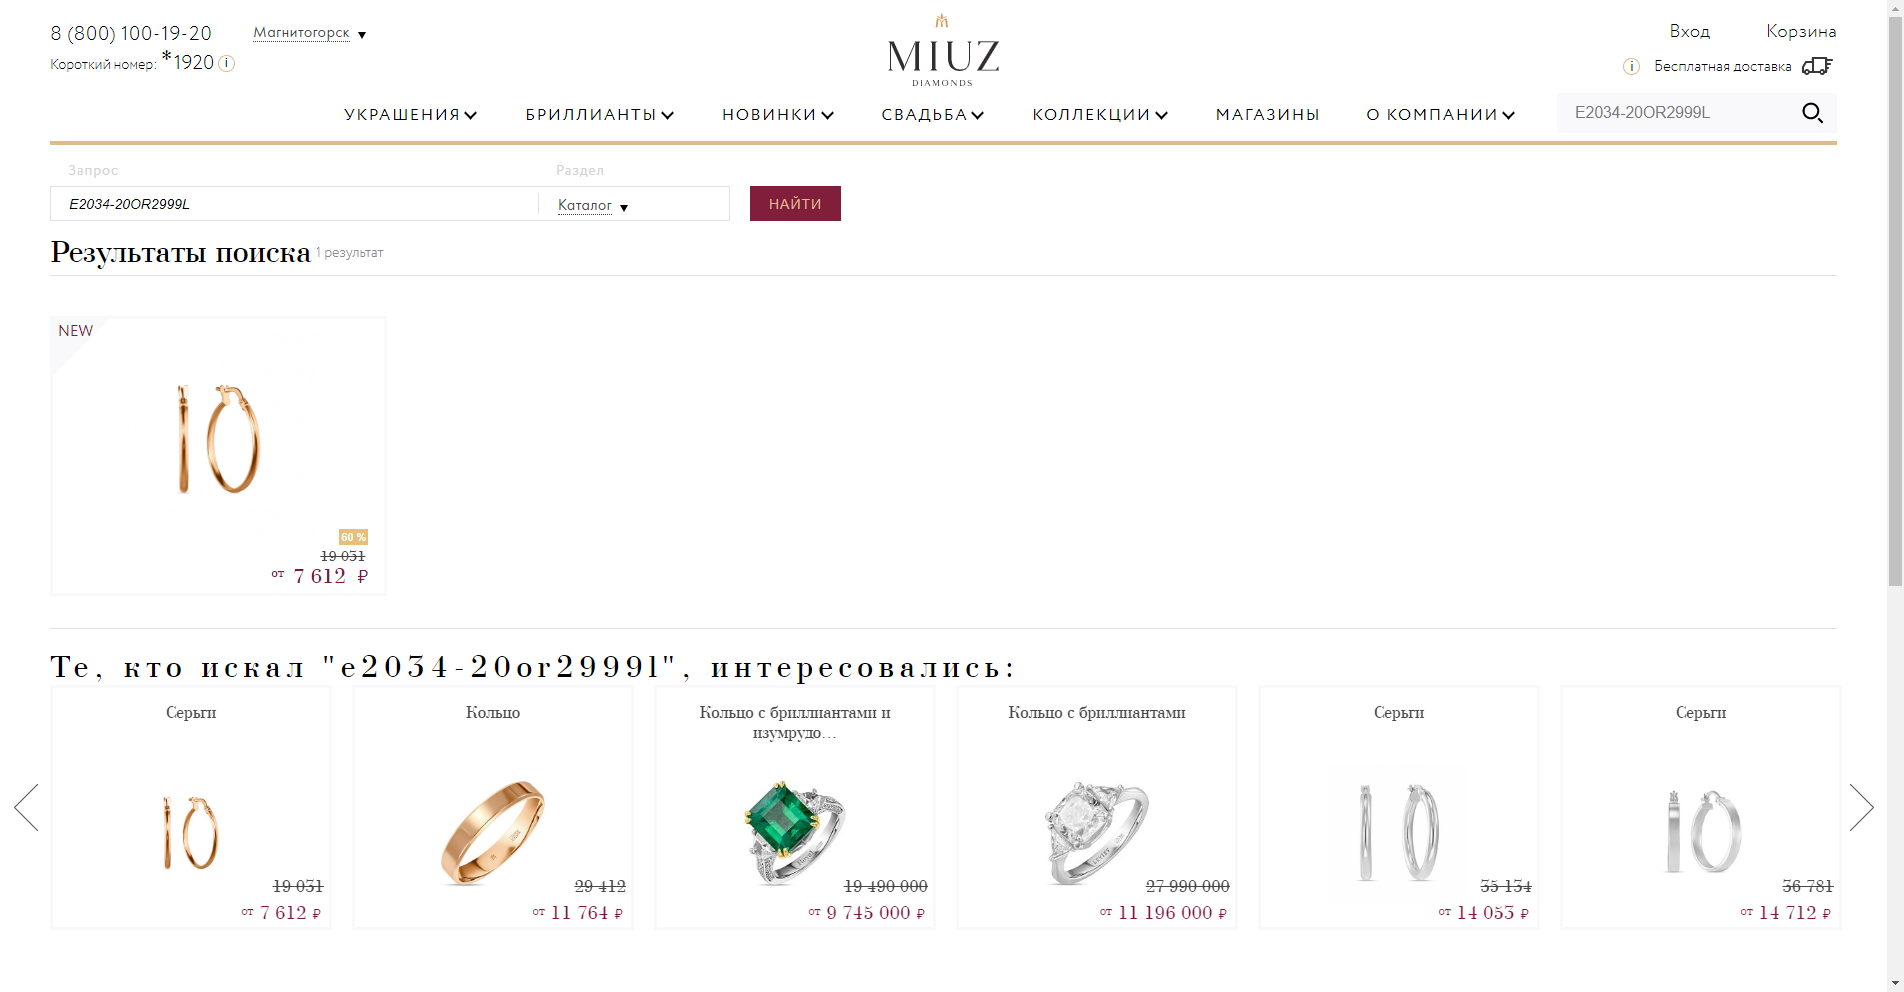 8 (800) 100-19-20
Магнитогорск
Короткий номер: *1920
i
MIUZ
DIAMONDS
Вход
Корзина
i
Бесплатная доставка
УКРАШЕНИЯ
БРИЛЛИАНТЫ
НОВИНКИ
СВАДЬБА
КОЛЛЕКЦИИ
МАГАЗИНЫ
О КОМПАНИИ
E2034-20OR2999L
Запрос
Раздел
E2034-20OR2999L
Каталог
НАЙТИ
Результаты поиска 1 результат
NEW
60 %
19 031
от 7 612 ₽
Те, кто искал "e2034-20or2999l", интересовались:
Серьги
19 031
от 7 612 ₽
Кольцо
29 412
от 11 764 ₽
Кольцо с бриллиантами и
изумрудо...
19 490 000
от 9 745 000 ₽
Кольцо с бриллиантами
27 990 000
от 11 196 000 ₽
Серьги
35 134
от 14 053 ₽
Серьги
36 781
от 14 712 ₽